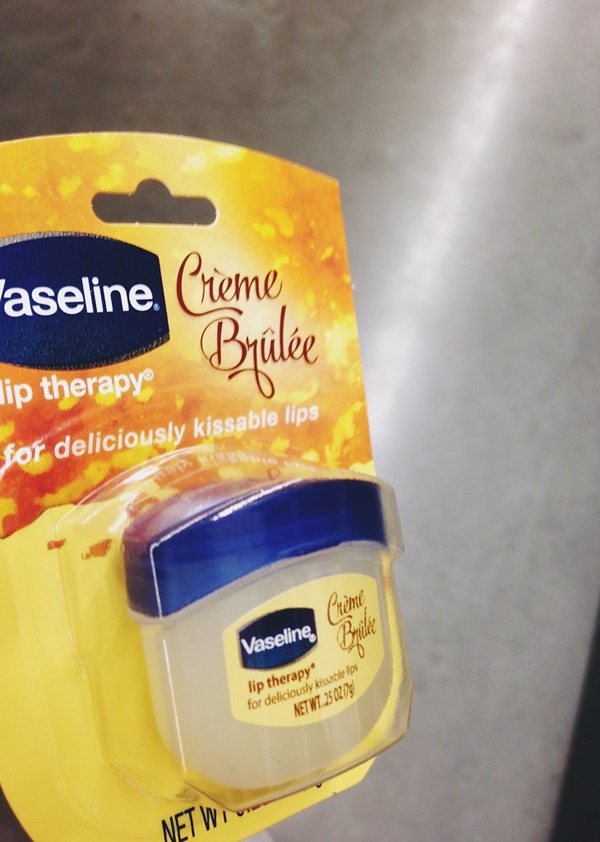 Vaseline®
Crème
Brûlée
lip therapy®
for deliciously kissable lips
Vaseline®
Crème
Brûlée
lip therapy*
for deliciously kissable lips
NET WT. .25 OZ (7g)
NET WT